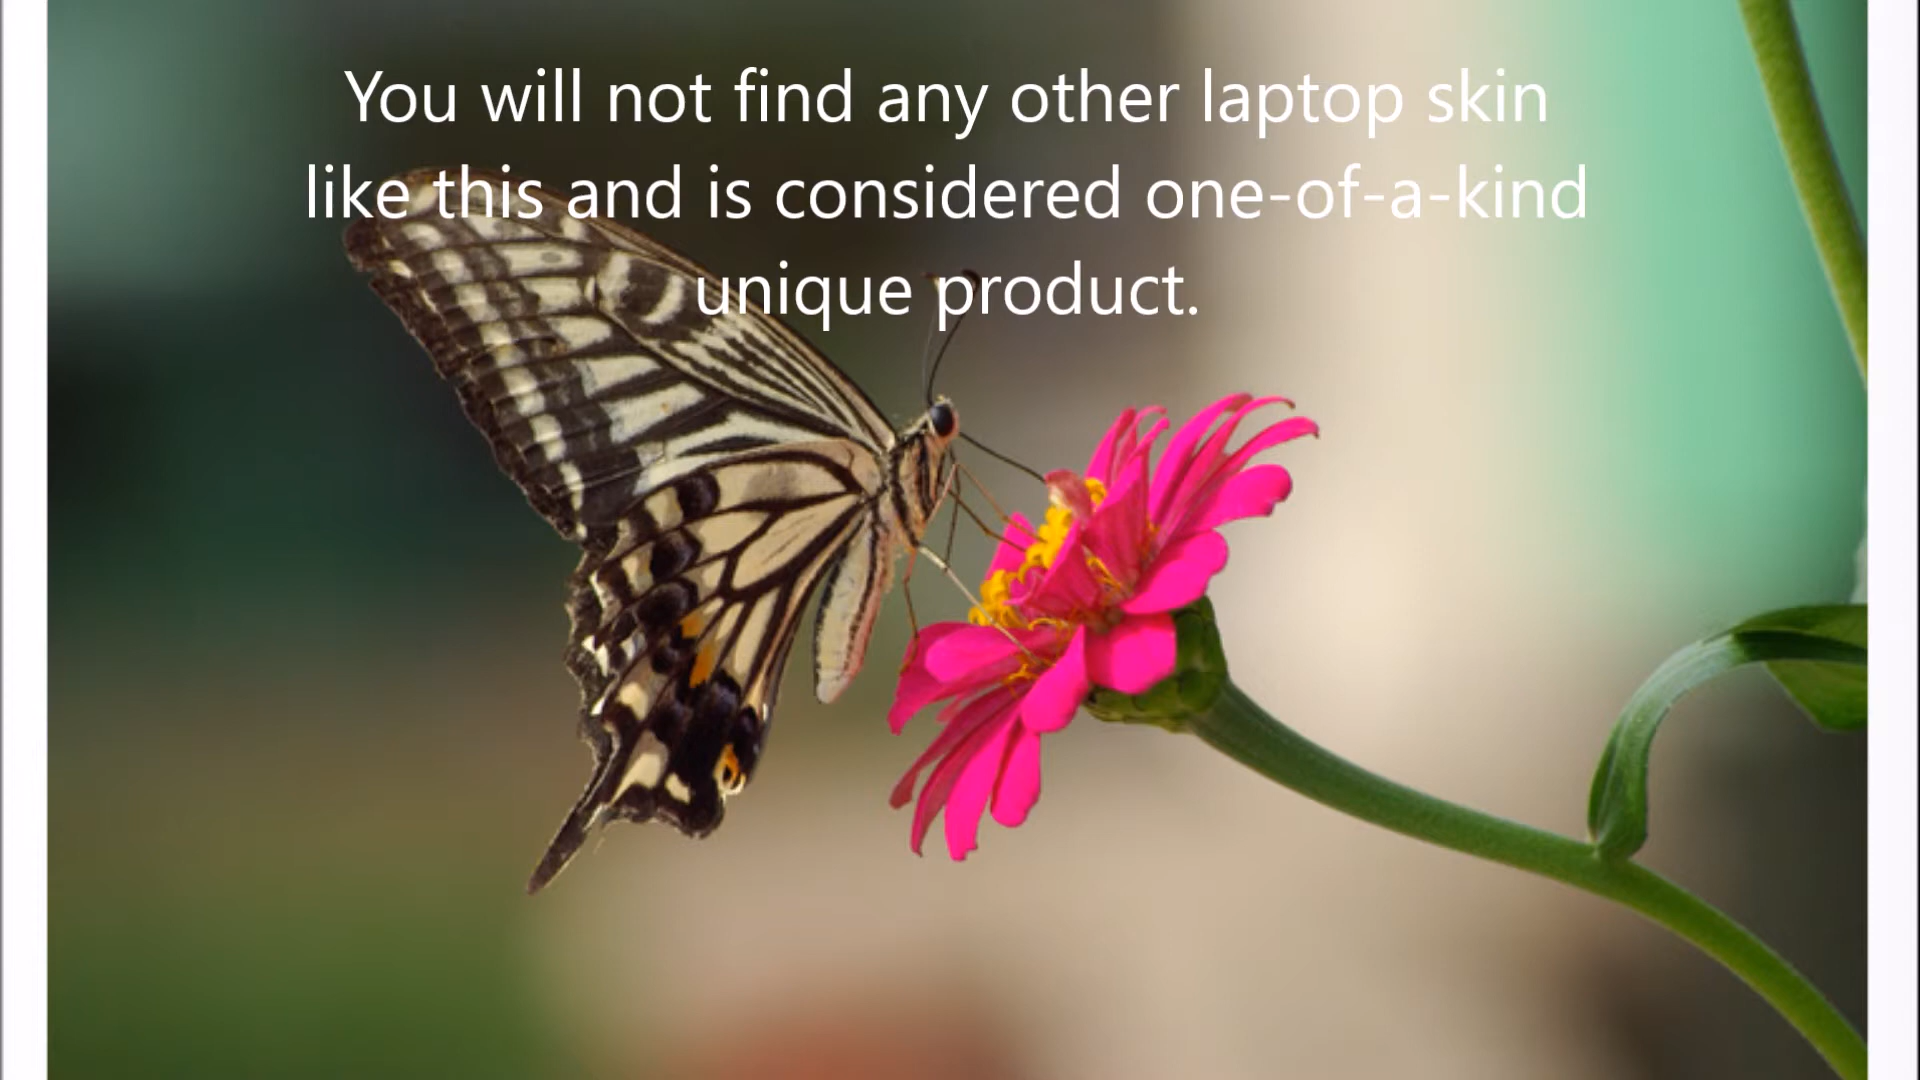 You will not find any other laptop skin
like this and is considered one-of-a-kind
unique product.